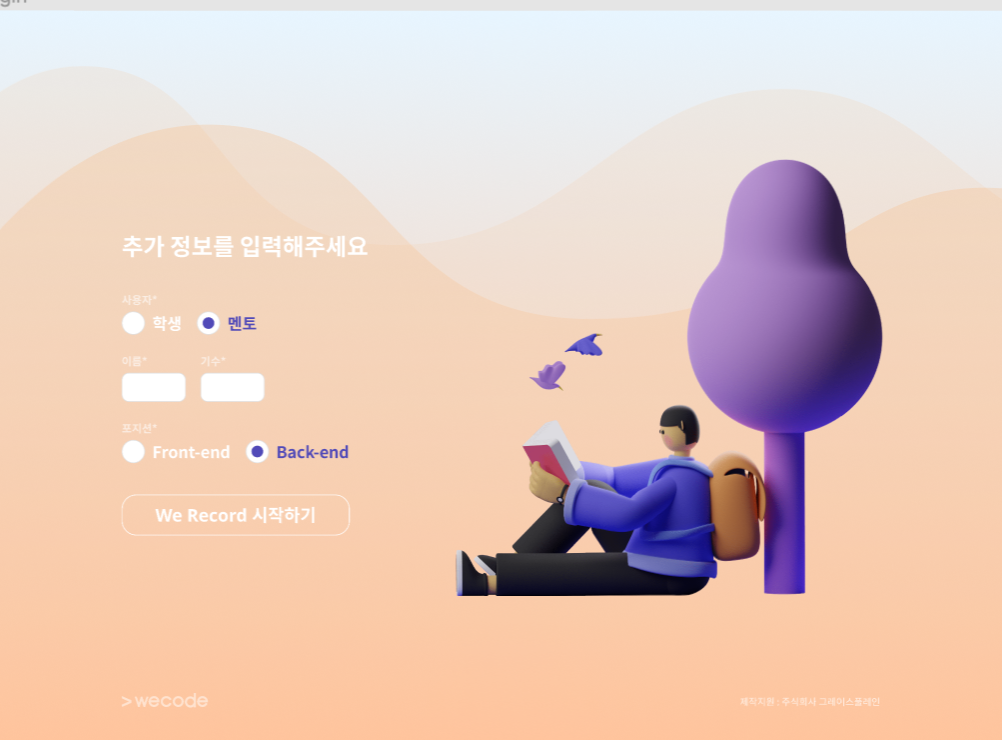 추가 정보를 입력해주세요
사용자*
학생 멘토
이름* 기수*
포지션*
Front-end Back-end
We Record 시작하기
>wecode
제작지원 : 주식회사 그레이스풀레인